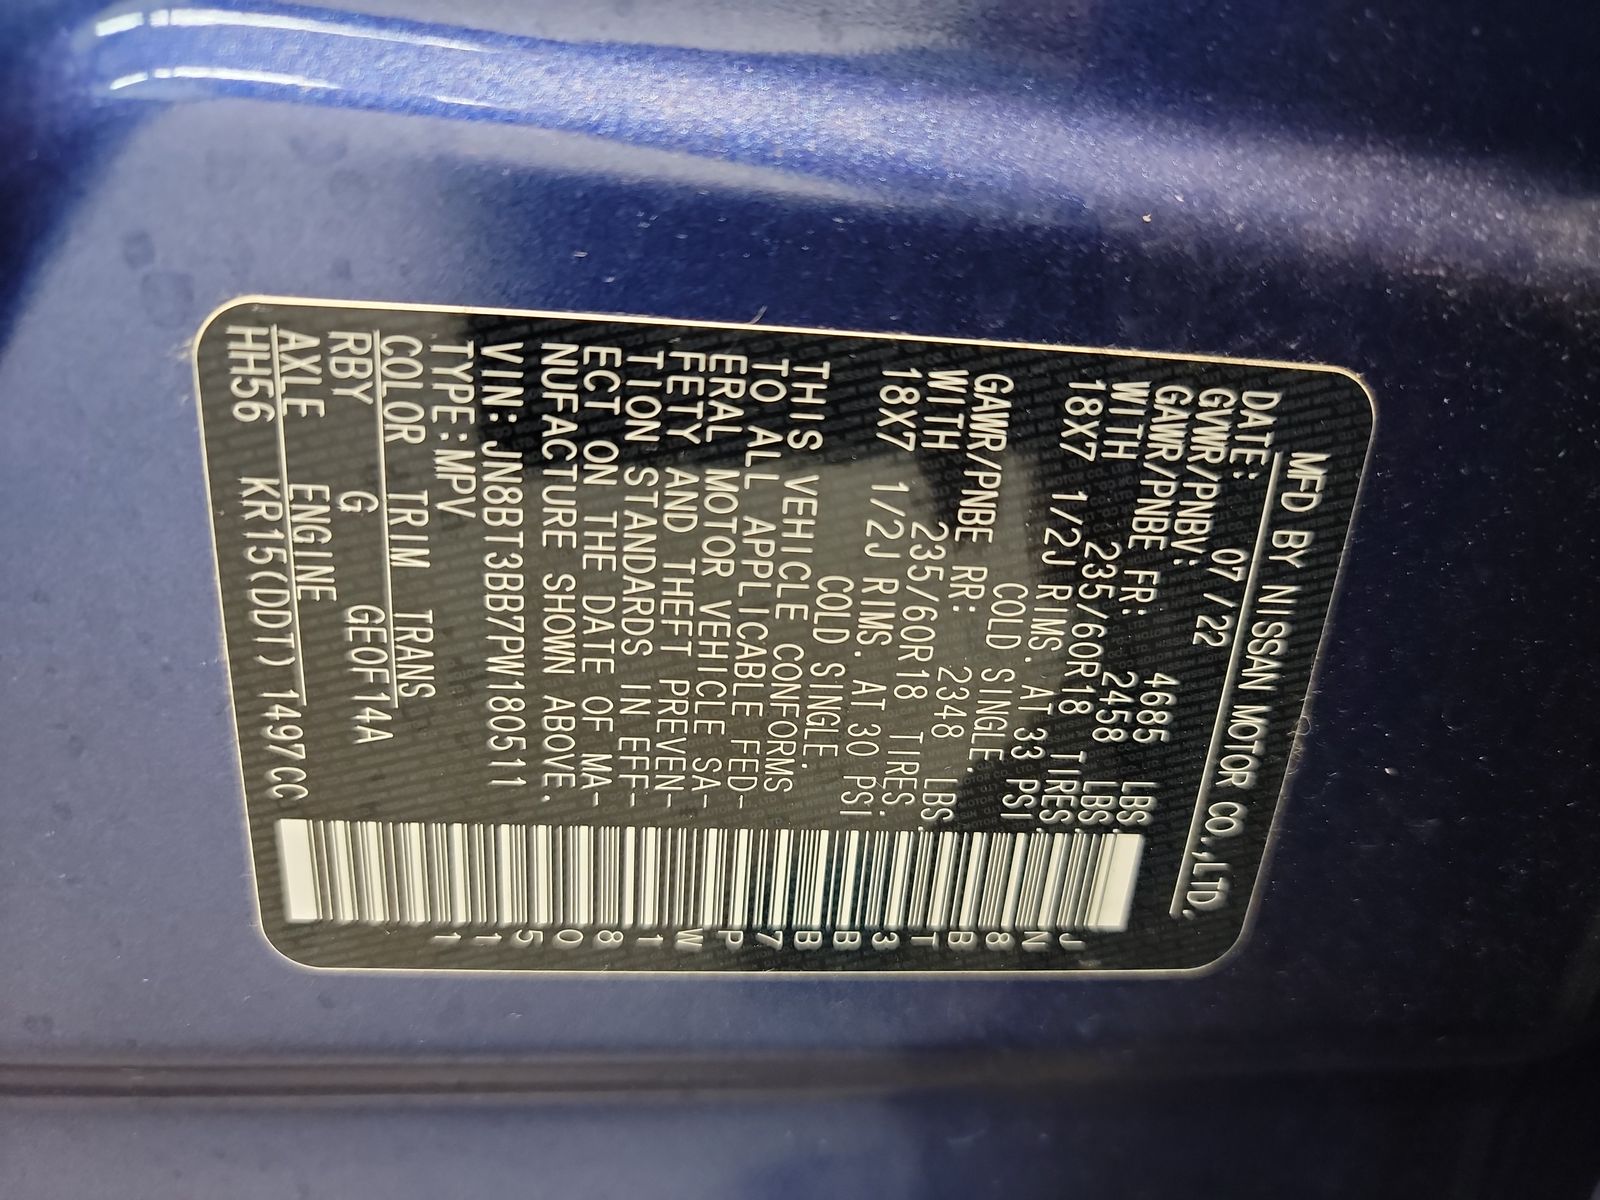 MFD BY NISSAN MOTOR CO.,LTD.
DATE: 07/22
GVWR/PNBV: 4685 LBS.
GAWR/PNBE FR: 2458 LBS.
WITH 235/60R18 TIRES.
18X7 1/2J RIMS. AT 33 PSI
COLD SINGLE.
GAWR/PNBE RR: 2348 LBS.
WITH 235/60R18 TIRES.
18X7 1/2J RIMS. AT 30 PSI
COLD SINGLE.
THIS VEHICLE CONFORMS
TO ALL APPLICABLE FED-
ERAL MOTOR VEHICLE SA-
FETY AND THEFT PREVEN-
TION STANDARDS IN EFF-
ECT ON THE DATE OF MA-
NUFACTURE SHOWN ABOVE.
VIN: JN8BT3BB7PW180511
TYPE:MPV
COLOR TRIM TRANS
RBY G GEOF14A
AXLE ENGINE
HH56 KR15(DDT) 1497CC
JN8BT3BB7PW180511